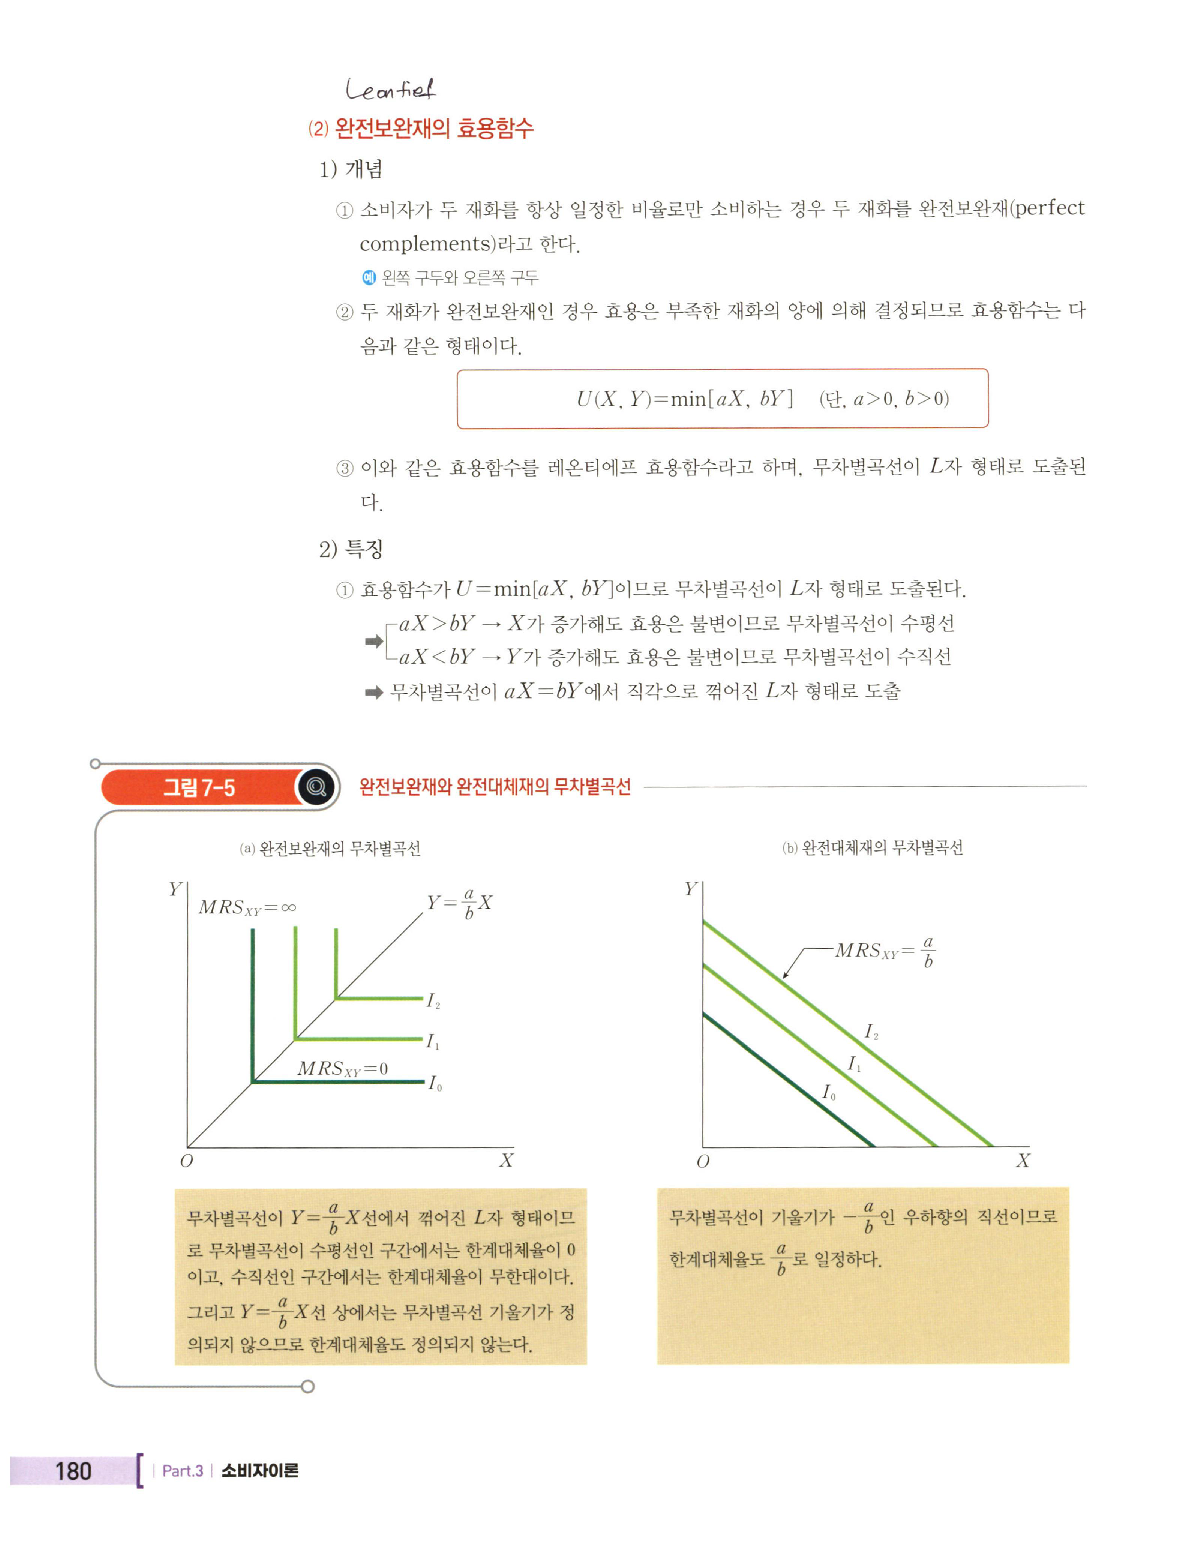 Leontief
(2) 완전보완재의 효용함수
1) 개념
① 소비자가 두 재화를 항상 일정한 비율로만 소비하는 경우 두 재화를 완전보완재(perfect
complements)라고 한다.
예 왼쪽 구두와 오른쪽 구두
② 두 재화가 완전보완재인 경우 효용은 부족한 재화의 양에 의해 결정되므로 효용함수는 다
음과 같은 형태이다.
U(X, Y)=min[aX, bY] (단, a>0, b>0)
③ 이와 같은 효용함수를 레온티에프 효용함수라고 하며, 무차별곡선이 L자 형태로 도출된
다.
2) 특징
① 효용함수가 U=min[aX, bY]이므로 무차별곡선이 L자 형태로 도출된다.
➡ aX>bY → X가 증가해도 효용은 불변이므로 무차별곡선이 수평선
aX<bY → Y가 증가해도 효용은 불변이므로 무차별곡선이 수직선
➡ 무차별곡선이 aX=bY에서 직각으로 꺾어진 L자 형태로 도출
그림 7-5 완전보완재와 완전대체재의 무차별곡선
(a) 완전보완재의 무차별곡선
Y
MRS_XY=∞
Y=a/b X
I₂
I₁
MRS_XY=0
I₀
O
X
무차별곡선이 Y=a/b X선에서 꺾어진 L자 형태이므
로 무차별곡선이 수평선인 구간에서는 한계대체율이 0
이고, 수직선인 구간에서는 한계대체율이 무한대이다.
그리고 Y=a/b X선 상에서는 무차별곡선 기울기가 정
의되지 않으므로 한계대체율도 정의되지 않는다.
(b) 완전대체재의 무차별곡선
Y
MRS_XY=a/b
I₂
I₁
I₀
O
X
무차별곡선이 기울기가 -a/b인 우하향의 직선이므로
한계대체율도 a/b로 일정하다.
180 Part.3 소비자이론